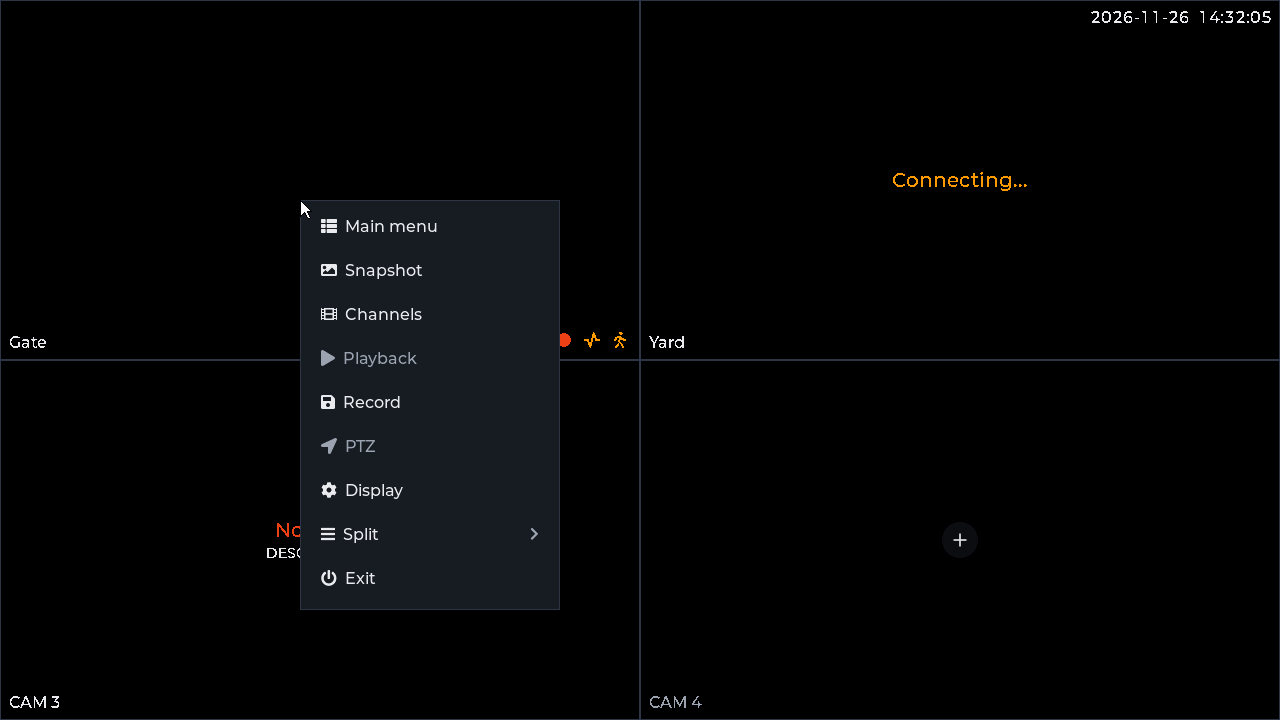 2026-11-26 14:32:05
Connecting...
Gate
Yard
Main menu
Snapshot
Channels
Playback
Record
PTZ
Display
Split
Exit
CAM 3
CAM 4